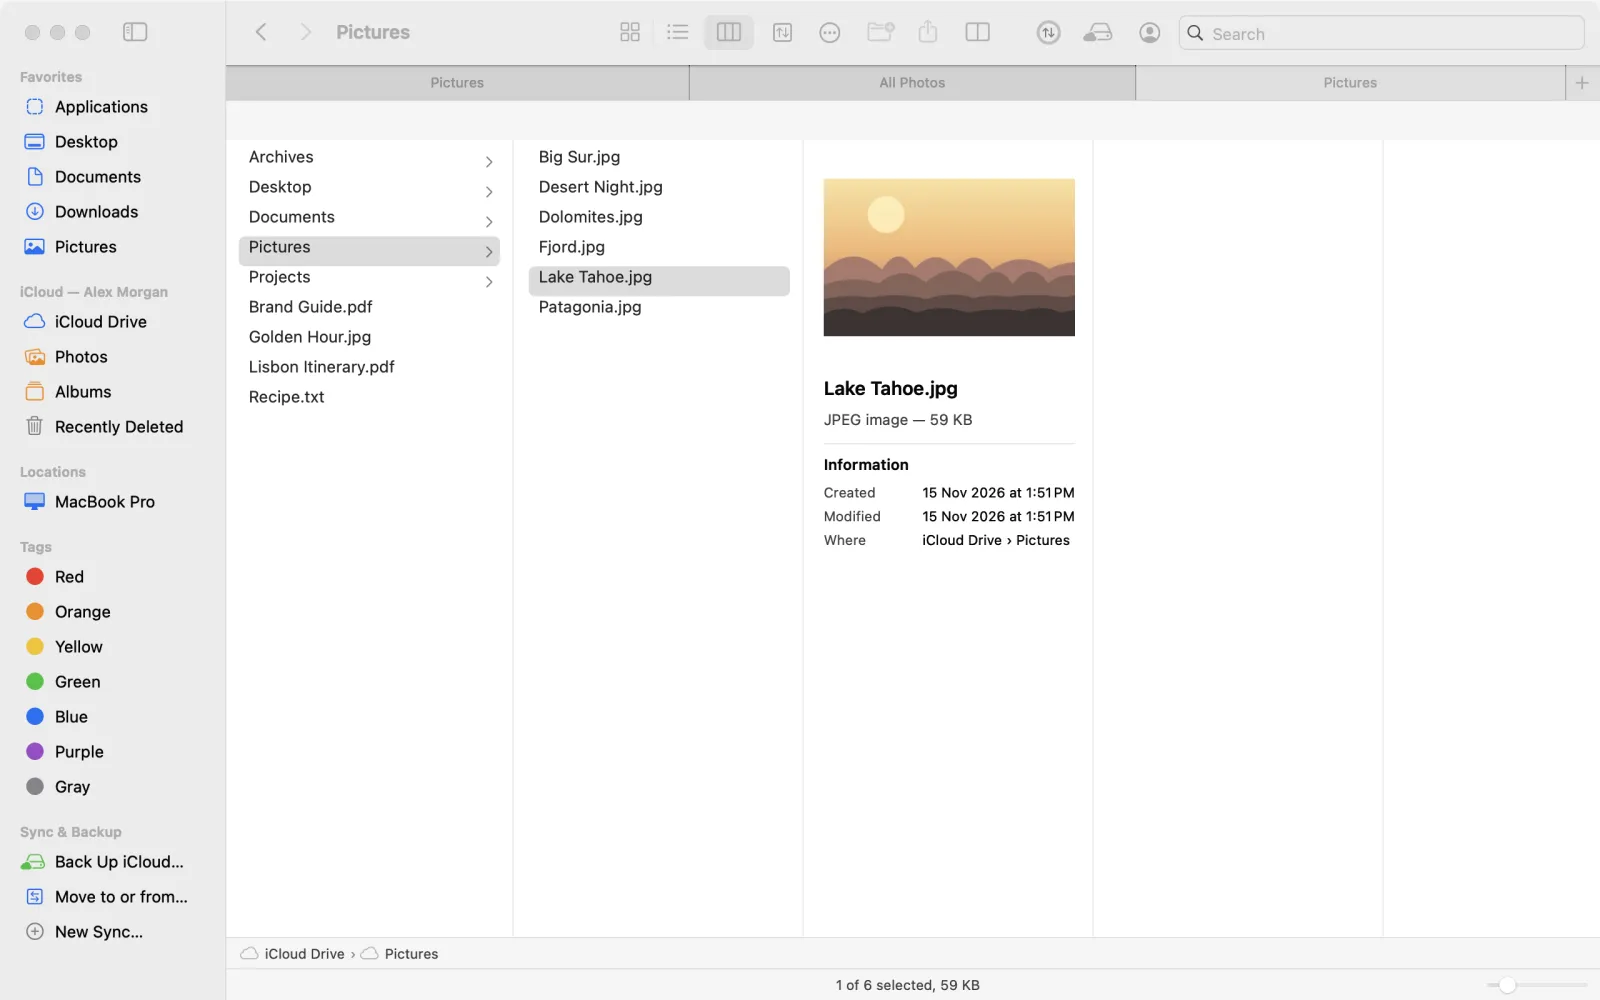 Pictures
Search
Pictures
All Photos
Pictures
Favorites
Applications
Desktop
Documents
Downloads
Pictures
iCloud — Alex Morgan
iCloud Drive
Photos
Albums
Recently Deleted
Locations
MacBook Pro
Tags
Red
Orange
Yellow
Green
Blue
Purple
Gray
Sync & Backup
Back Up iCloud...
Move to or from...
New Sync...
Archives
Desktop
Documents
Pictures
Projects
Brand Guide.pdf
Golden Hour.jpg
Lisbon Itinerary.pdf
Recipe.txt
Big Sur.jpg
Desert Night.jpg
Dolomites.jpg
Fjord.jpg
Lake Tahoe.jpg
Patagonia.jpg
Lake Tahoe.jpg
JPEG image — 59 KB
Information
Created 15 Nov 2026 at 1:51 PM
Modified 15 Nov 2026 at 1:51 PM
Where iCloud Drive › Pictures
iCloud Drive › Pictures
1 of 6 selected, 59 KB